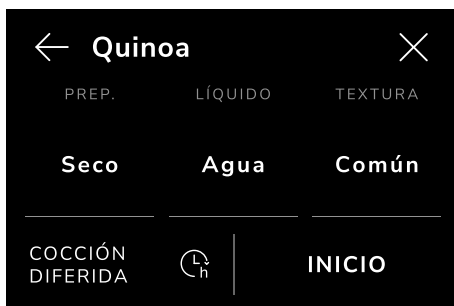 Quinoa
PREP. LÍQUIDO TEXTURA
Seco Agua Común
COCCIÓN
DIFERIDA
h
INICIO